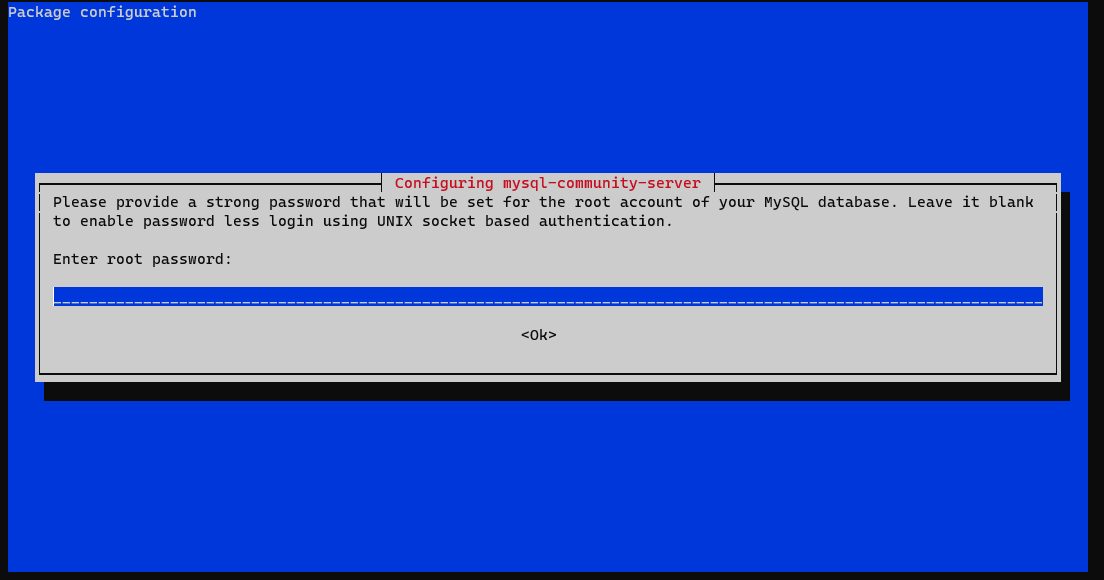 Package configuration
Configuring mysql-community-server
Please provide a strong password that will be set for the root account of your MySQL database. Leave it blank
to enable password less login using UNIX socket based authentication.
Enter root password:
<Ok>